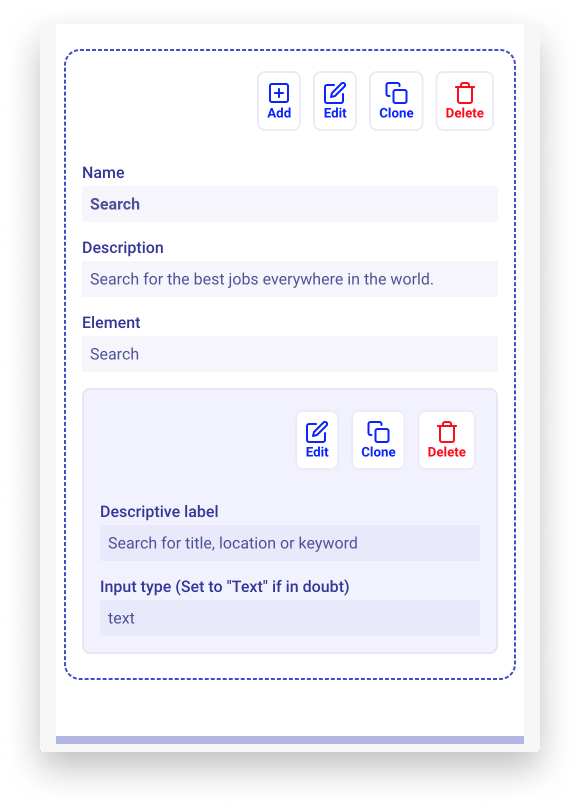 Add Edit Clone Delete
Name
Search
Description
Search for the best jobs everywhere in the world.
Element
Search
Edit Clone Delete
Descriptive label
Search for title, location or keyword
Input type (Set to "Text" if in doubt)
text